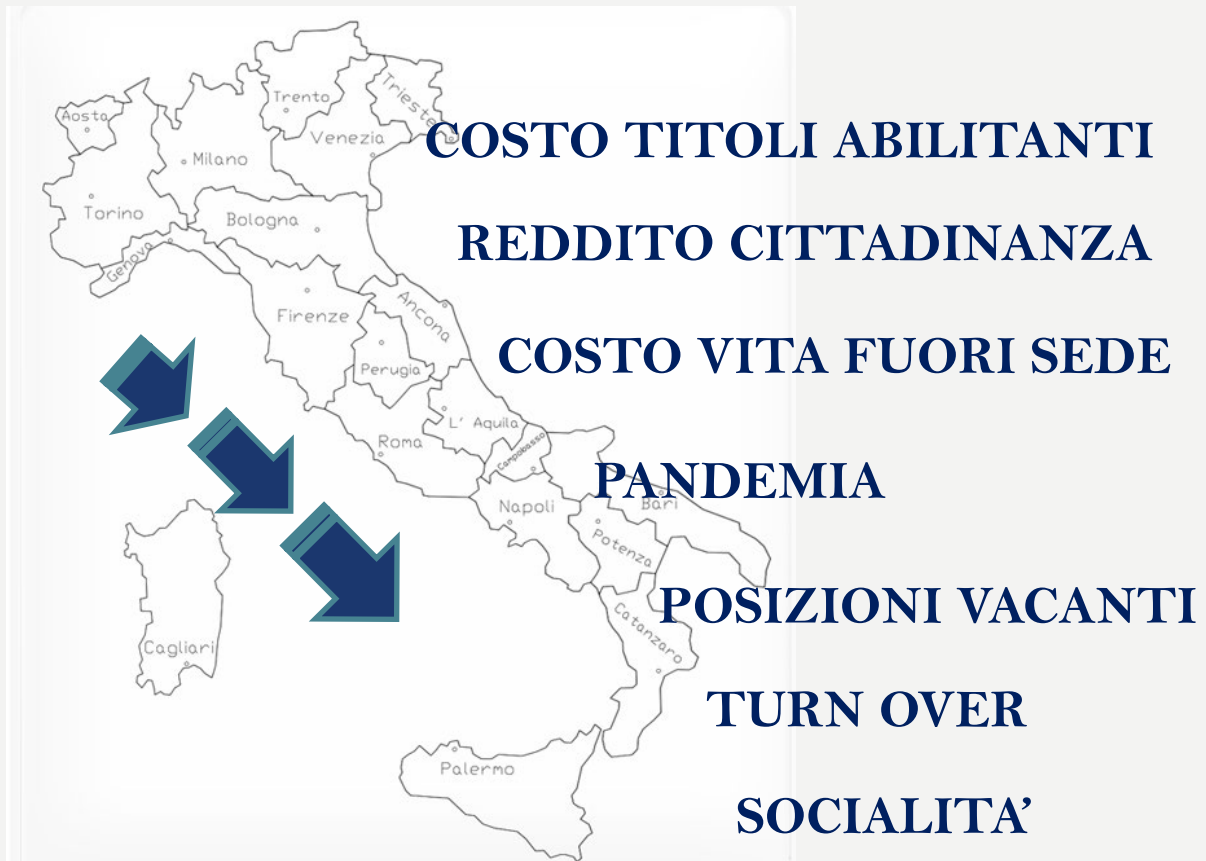 Trento
Trieste
Aosta
Venezia
COSTO TITOLI ABILITANTI
Milano
Torino
Bologna
REDDITO CITTADINANZA
Genova
Ancona
Firenze
COSTO VITA FUORI SEDE
Perugia
L' Aquila
Roma
Campobasso
PANDEMIA
Napoli
Bari
Potenza
POSIZIONI VACANTI
Catanzaro
Cagliari
TURN OVER
Palermo
SOCIALITA’